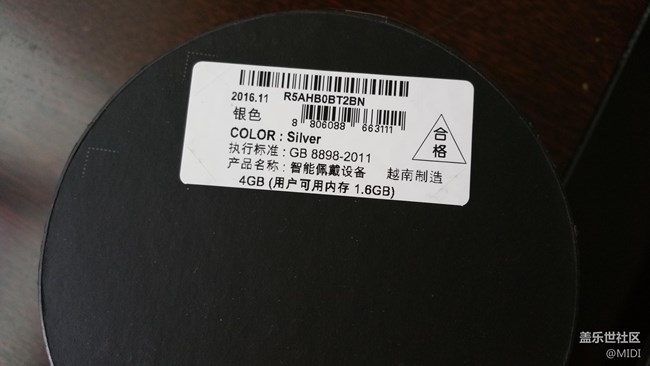 2016.11 R5AHB0BT2BN
银色
8 806088 663111
COLOR : Silver
合格
执行标准: GB 8898-2011
产品名称: 智能佩戴设备 越南制造
4GB (用户可用内存 1.6GB)
盖乐世社区
@MIDI